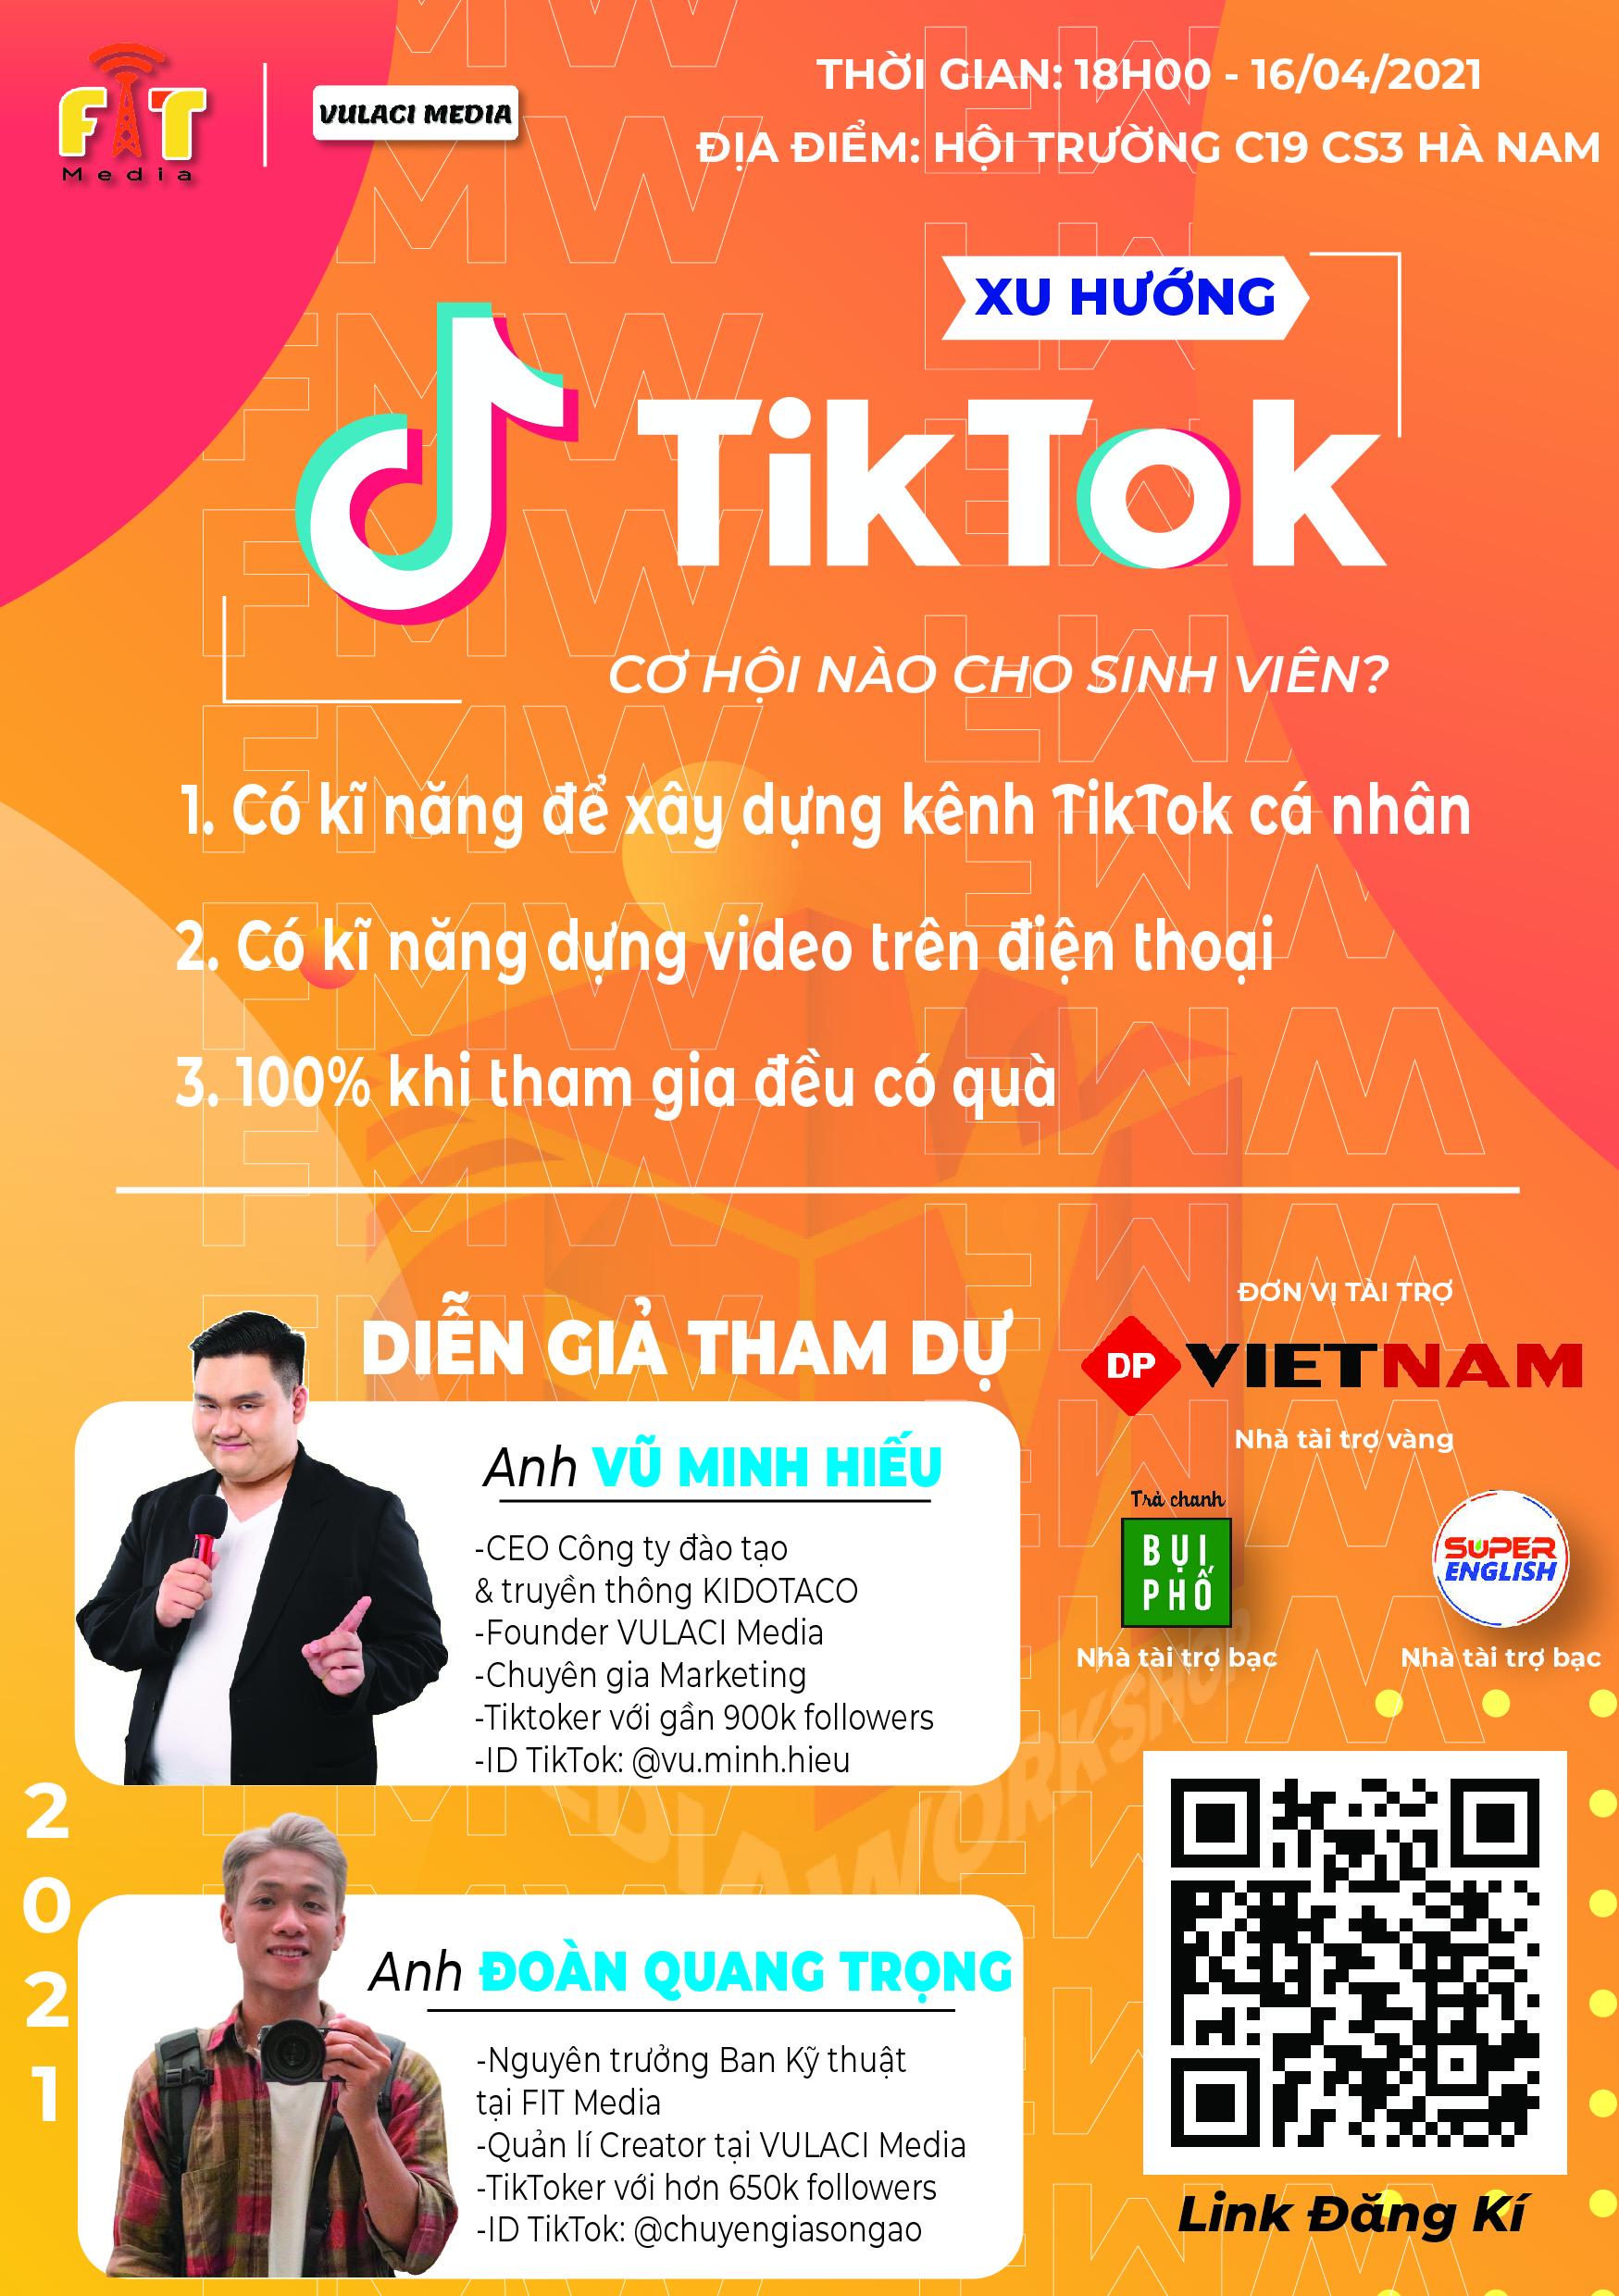 FIT
Media
VULACI MEDIA
THỜI GIAN: 18H00 - 16/04/2021
ĐỊA ĐIỂM: HỘI TRƯỜNG C19 CS3 HÀ NAM
XU HƯỚNG
TikTok
CƠ HỘI NÀO CHO SINH VIÊN?
1. Có kĩ năng để xây dựng kênh TikTok cá nhân
2. Có kĩ năng dựng video trên điện thoại
3. 100% khi tham gia đều có quà
DIỄN GIẢ THAM DỰ
Anh VŨ MINH HIẾU
-CEO Công ty đào tạo
& truyền thông KIDOTACO
-Founder VULACI Media
-Chuyên gia Marketing
-Tiktoker với gần 900k followers
-ID TikTok: @vu.minh.hieu
Anh ĐOÀN QUANG TRỌNG
-Nguyên trưởng Ban Kỹ thuật
tại FIT Media
-Quản lí Creator tại VULACI Media
-TikToker với hơn 650k followers
-ID TikTok: @chuyengiasongao
2021
ĐƠN VỊ TÀI TRỢ
DP VIETNAM
Nhà tài trợ vàng
Trà chanh
BỤI
PHỐ
Nhà tài trợ bạc
SUPER
ENGLISH
Nhà tài trợ bạc
Link Đăng Kí
FMW
WORKSHOP